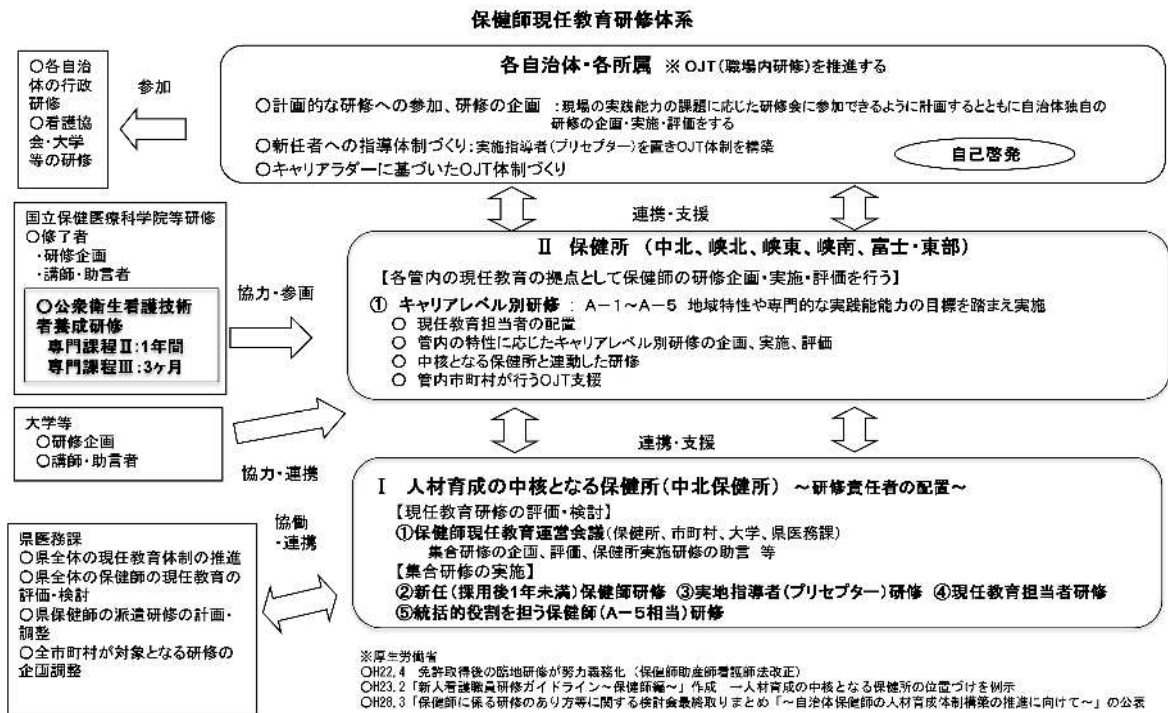 保健師現任教育研修体系
各自治体・各所属 ※ OJT(職場内研修)を推進する
〇計画的な研修への参加、研修の企画 :現場の実践能力の課題に応じた研修会に参加できるように計画するとともに自治体独自の
研修の企画・実施・評価をする
〇新任者への指導体制づくり:実施指導者(プリセプター)を置きOJT体制を構築
〇キャリアラダーに基づいたOJT体制づくり
自己啓発
〇各自治
体の行政
研修
〇看護協
会・大学
等の研修
参加
連携・支援
国立保健医療科学院等研修
〇修了者
・研修企画
・講師・助言者
〇公衆衛生看護技術
者養成研修
専門課程Ⅱ:1年間
専門課程Ⅲ:3ヶ月
協力・参画
Ⅱ 保健所 (中北、峡北、峡東、峡南、富士・東部)
【各管内の現任教育の拠点として保健師の研修企画・実施・評価を行う】
① キャリアレベル別研修 : A-1~A-5 地域特性や専門的な実践能能力の目標を踏まえ実施
〇 現任教育担当者の配置
〇 管内の特性に応じたキャリアレベル別研修の企画、実施、評価
〇 中核となる保健所と連動した研修
〇 管内市町村が行うOJT支援
大学等
〇研修企画
〇講師・助言者
協力・連携
連携・支援
Ⅰ 人材育成の中核となる保健所(中北保健所) ~研修責任者の配置~
【現任教育研修の評価・検討】
①保健師現任教育運営会議(保健所、市町村、大学、県医務課)
集合研修の企画、評価、保健所実施研修の助言 等
【集合研修の実施】
②新任(採用後1年未満)保健師研修 ③実地指導者(プリセプター)研修 ④現任教育担当者研修
⑤統括的役割を担う保健師(A-5相当)研修
協働
・連携
県医務課
〇県全体の現任教育体制の推進
〇県全体の保健師の現任教育の
評価・検討
〇県保健師の派遣研修の計画・
調整
〇全市町村が対象となる研修の
企画調整
※厚生労働省
〇H22.4 免許取得後の臨地研修が努力義務化 (保健師助産師看護師法改正)
〇H23.2「新人看護職員研修ガイドライン~保健師編~」作成 →人材育成の中核となる保健所の位置づけを例示
〇H28.3「保健師に係る研修のあり方等に関する検討会最終取りまとめ「~自治体保健師の人材育成体制構築の推進に向けて~」の公表